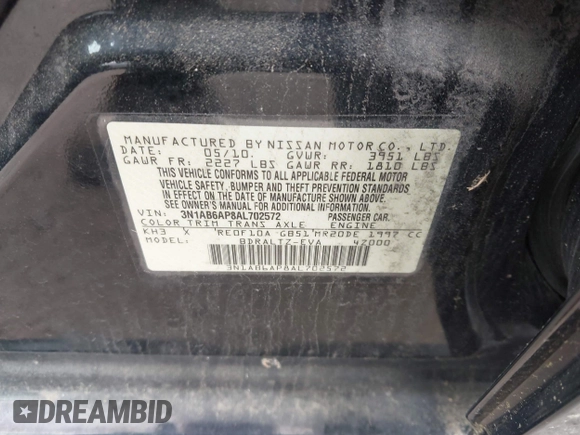 MANUFACTURED BY NISSAN MOTOR CO., LTD.
DATE: 05/10. GVWR: 3951 LBS
GAWR FR: 2227 LBS GAWR RR: 1810 LBS
THIS VEHICLE CONFORMS TO ALL APPLICABLE FEDERAL MOTOR
VEHICLE SAFETY, BUMPER, AND THEFT PREVENTION STANDARDS
IN EFFECT ON THE DATE OF MANUFACTURE SHOWN ABOVE.
SEE OWNER'S MANUAL FOR ADDITIONAL INFORMATION.
VIN: 3N1AB6AP8AL702572 PASSENGER CAR.
COLOR TRIM TRANS AXLE ENGINE
KH3 X RE0F10A GB51 MR20DE 1997 CC
MODEL: BDRALTZ-EVA 47000
3N1AB6AP8AL702572
DREAMBID